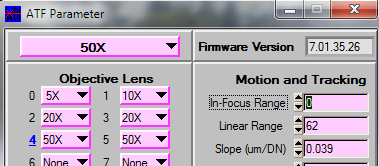 ATF Parameter
50X
Firmware Version 7.01.35.26
Objective Lens
Motion and Tracking
0 5X 1 10X
In-Focus Range 0
2 20X 3 20X
Linear Range 62
4 50X 5 50X
Slope (um/DN) 0.039
6 None 7 None